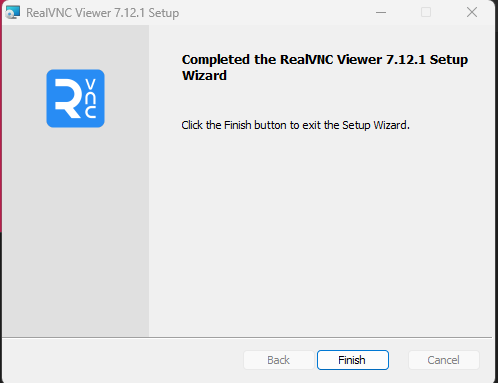 RealVNC Viewer 7.12.1 Setup
R VNC
Completed the RealVNC Viewer 7.12.1 Setup
Wizard
Click the Finish button to exit the Setup Wizard.
Back Finish Cancel